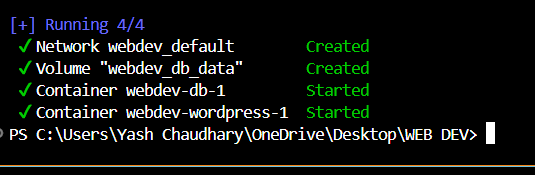 [+] Running 4/4
✔ Network webdev_default Created
✔ Volume "webdev_db_data" Created
✔ Container webdev-db-1 Started
✔ Container webdev-wordpress-1 Started
PS C:\Users\Yash Chaudhary\OneDrive\Desktop\WEB DEV>